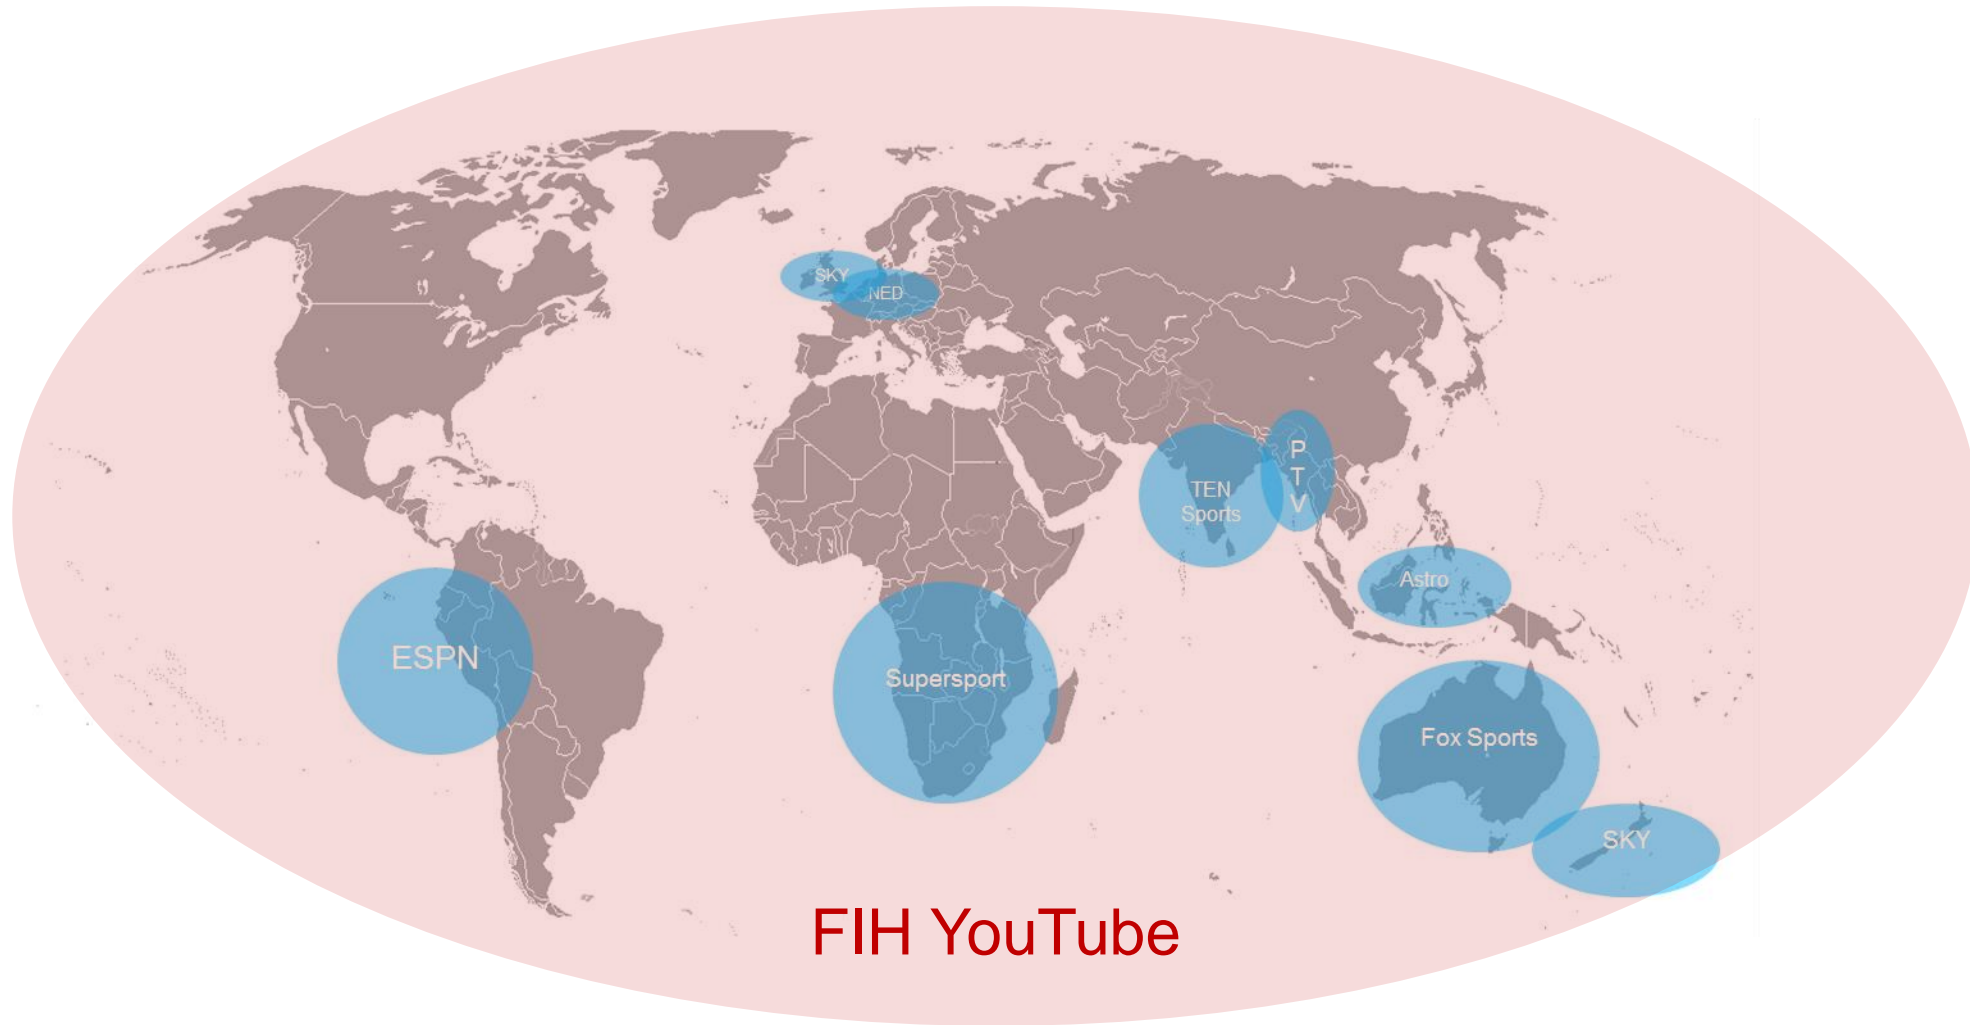 SKY
NED
P
T
V
TEN
Sports
Astro
ESPN
Supersport
Fox Sports
SKY
FIH YouTube